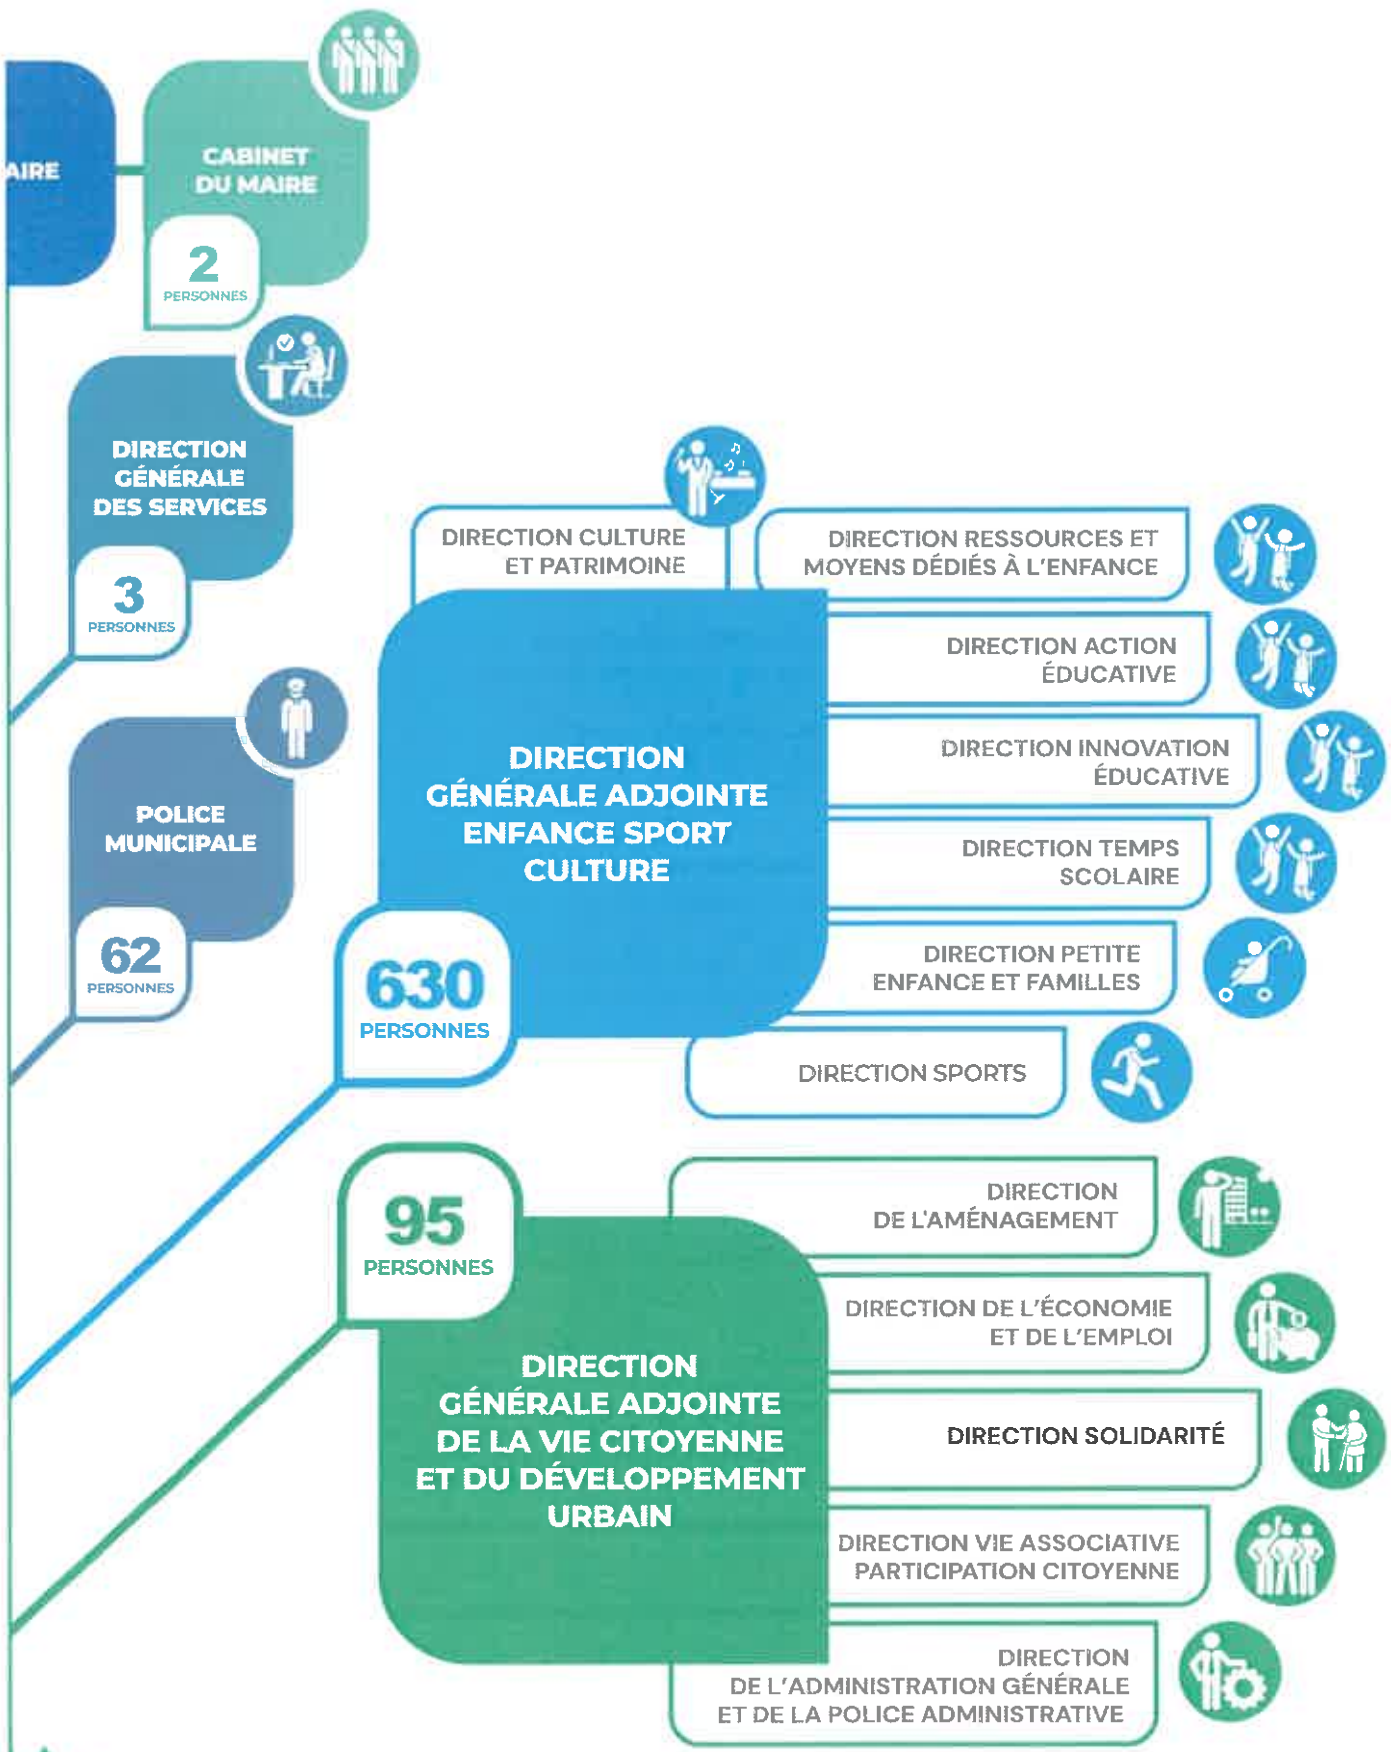 AIRE
CABINET
DU MAIRE
2
PERSONNES
DIRECTION
GÉNÉRALE
DES SERVICES
3
PERSONNES
POLICE
MUNICIPALE
62
PERSONNES
DIRECTION CULTURE
ET PATRIMOINE
DIRECTION RESSOURCES ET
MOYENS DÉDIÉS À L'ENFANCE
DIRECTION ACTION
ÉDUCATIVE
DIRECTION INNOVATION
ÉDUCATIVE
DIRECTION TEMPS
SCOLAIRE
DIRECTION PETITE
ENFANCE ET FAMILLES
DIRECTION SPORTS
DIRECTION
GÉNÉRALE ADJOINTE
ENFANCE SPORT
CULTURE
630
PERSONNES
95
PERSONNES
DIRECTION
GÉNÉRALE ADJOINTE
DE LA VIE CITOYENNE
ET DU DÉVELOPPEMENT
URBAIN
DIRECTION
DE L'AMÉNAGEMENT
DIRECTION DE L'ÉCONOMIE
ET DE L'EMPLOI
DIRECTION SOLIDARITÉ
DIRECTION VIE ASSOCIATIVE
PARTICIPATION CITOYENNE
DIRECTION
DE L'ADMINISTRATION GÉNÉRALE
ET DE LA POLICE ADMINISTRATIVE